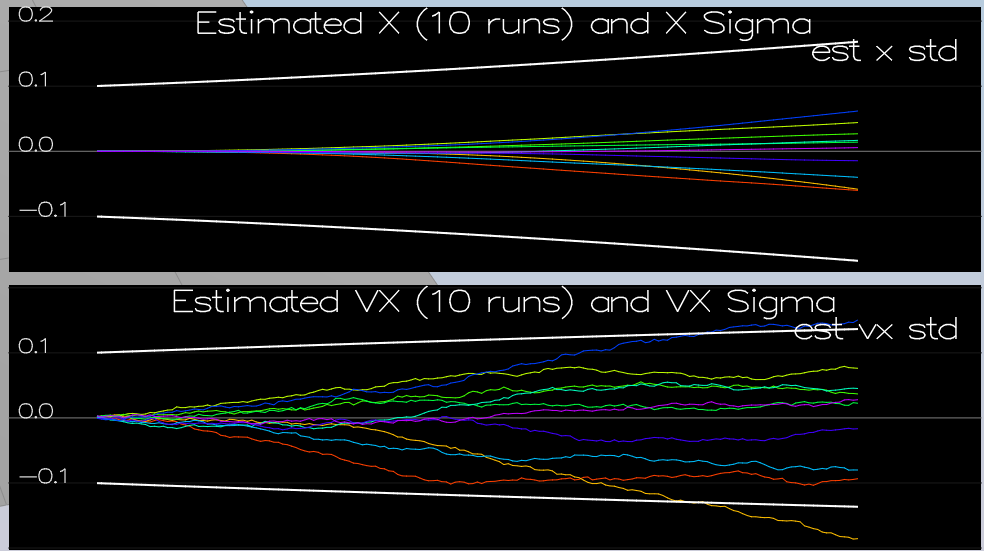 0.2
Estimated X (10 runs) and X Sigma
est x std
0.1
0.0
−0.1
Estimated VX (10 runs) and VX Sigma
est vx std
0.1
0.0
−0.1